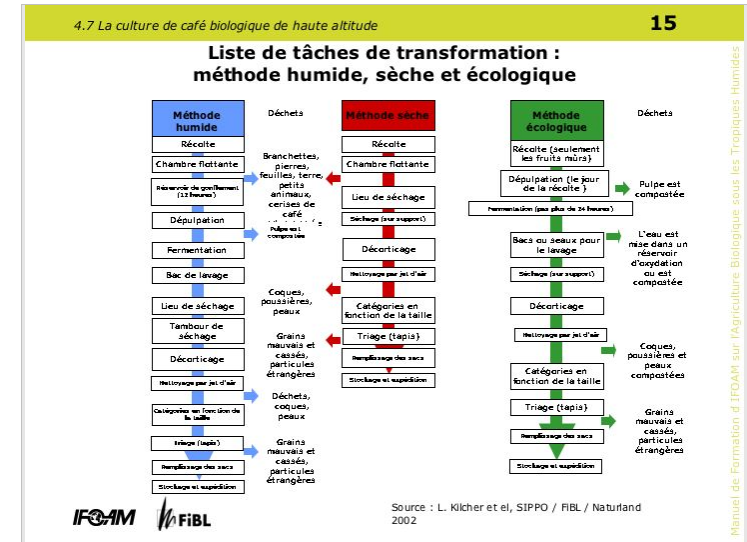 4.7 La culture de café biologique de haute altitude
15
Liste de tâches de transformation :
méthode humide, sèche et écologique
Méthode
humide
Récolte
Chambre flottante
Réservoir de gonflement
(12 heures)
Dépulpation
Fermentation
Bac de lavage
Lieu de séchage
Tambour de
séchage
Décorticage
Nettoyage par jet d'air
Catégories en fonction de
la taille
Triage (tapis)
Remplissage des sacs
Stockage et expédition
Déchets
Branchettes,
pierres,
feuilles, terre,
petits
animaux,
cerises de
café
Pulpe est
compostée
Coques,
poussières,
peaux
Grains
mauvais et
cassés,
particules
étrangères
Déchets,
coques,
peaux
Grains
mauvais et
cassés,
particules
étrangères
Méthode sèche
Récolte
Chambre flottante
Lieu de séchage
Séchage (sur support)
Décorticage
Nettoyage par jet d'air
Catégories en
fonction de la taille
Triage (tapis)
Remplissage des sacs
Stockage et expédition
Méthode
écologique
Récolte (seulement
les fruits mûrs)
Dépulpation (le jour
de la récolte )
Fermentation (pas plus de 24 heures)
Bacs ou seaux pour
le lavage
Séchage (sur support)
Décorticage
Nettoyage par jet d'air
Catégories en
fonction de la taille
Triage (tapis)
Remplissage des sacs
Stockage et expédition
Déchets
Pulpe est
compostée
L'eau est
mise dans un
réservoir
d'oxydation
ou est
compostée
Coques,
poussières et
peaux
compostées
Grains
mauvais et
cassés,
particules
étrangères
IFOAM
FiBL
Source : L. Kilcher et el, SIPPO / FiBL / Naturland
2002
Manuel de Formation d IFOAM sur l'Agriculture Biologique sous les Tropiques Humides